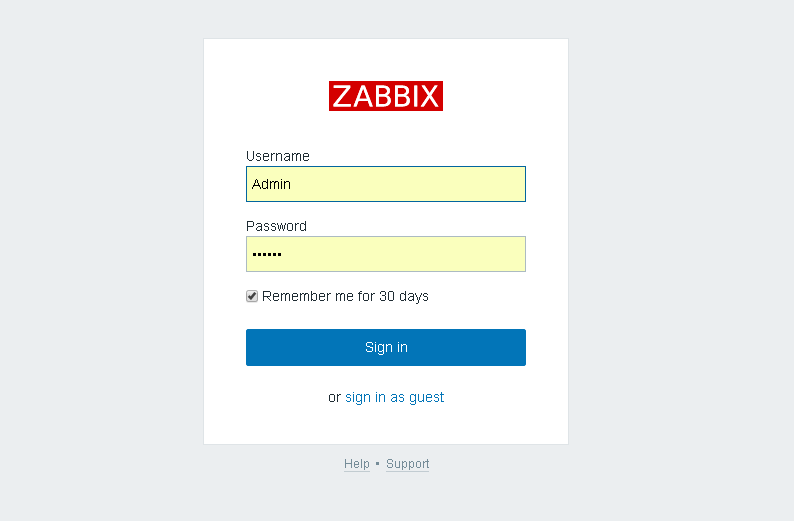 ZABBIX
Username
Admin
Password
••••••
Remember me for 30 days
Sign in
or sign in as guest
Help • Support